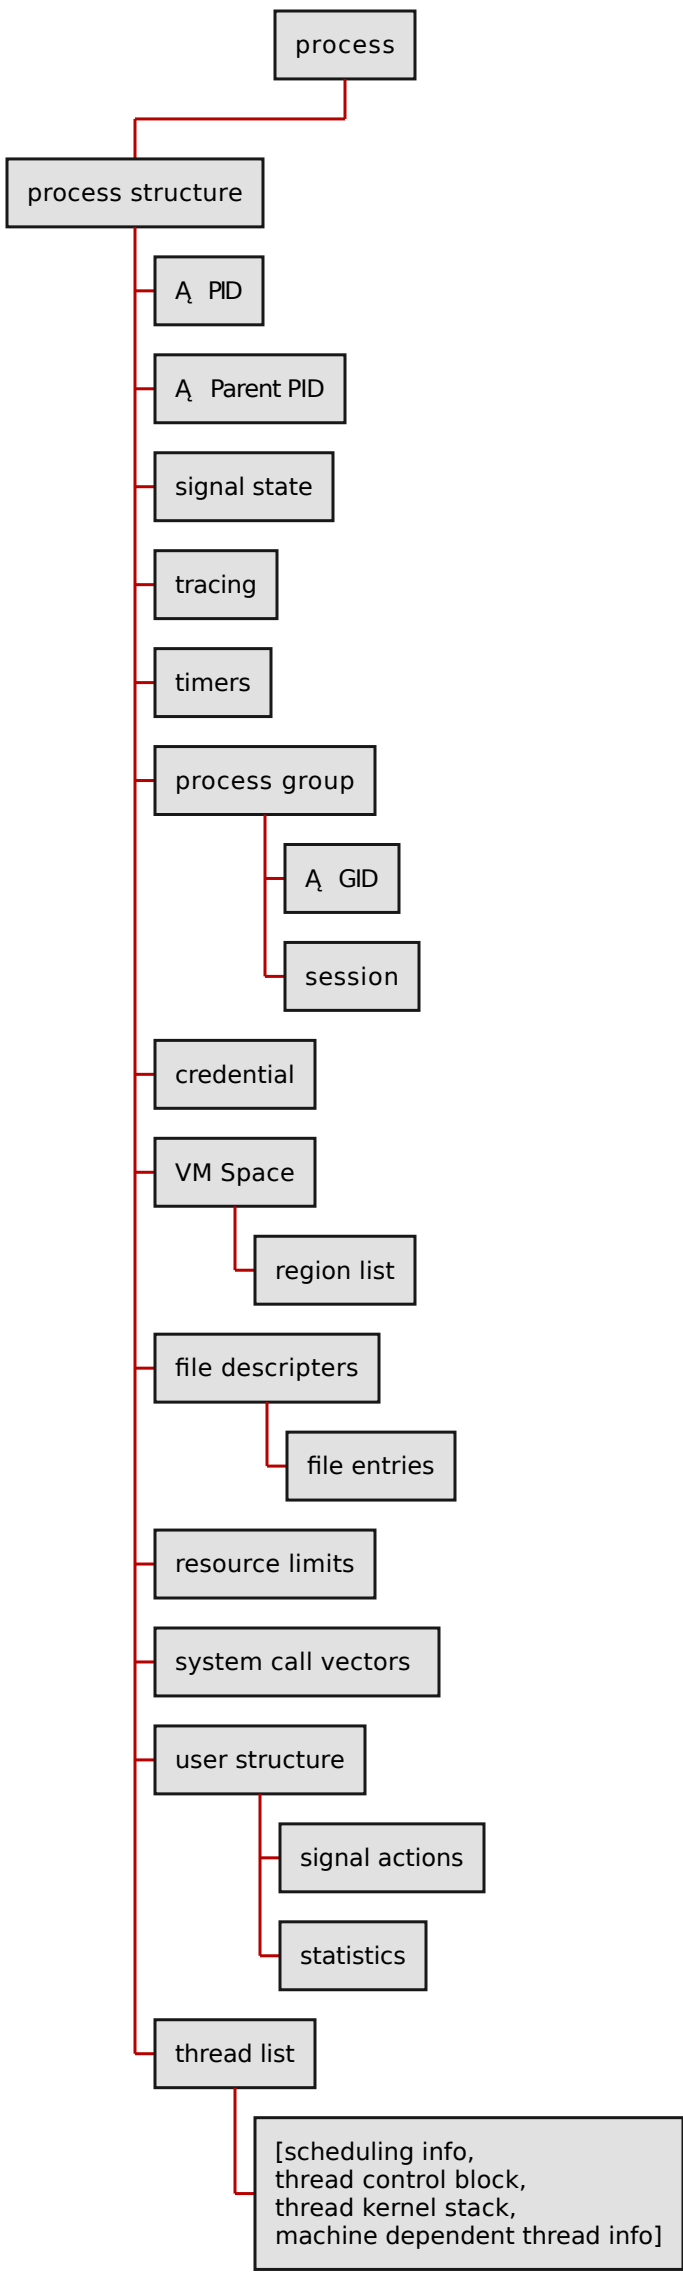 process
process structure
Ą PID
Ą Parent PID
signal state
tracing
timers
process group
Ą GID
session
credential
VM Space
region list
file descripters
file entries
resource limits
system call vectors
user structure
signal actions
statistics
thread list
[scheduling info,
thread control block,
thread kernel stack,
machine dependent thread info]